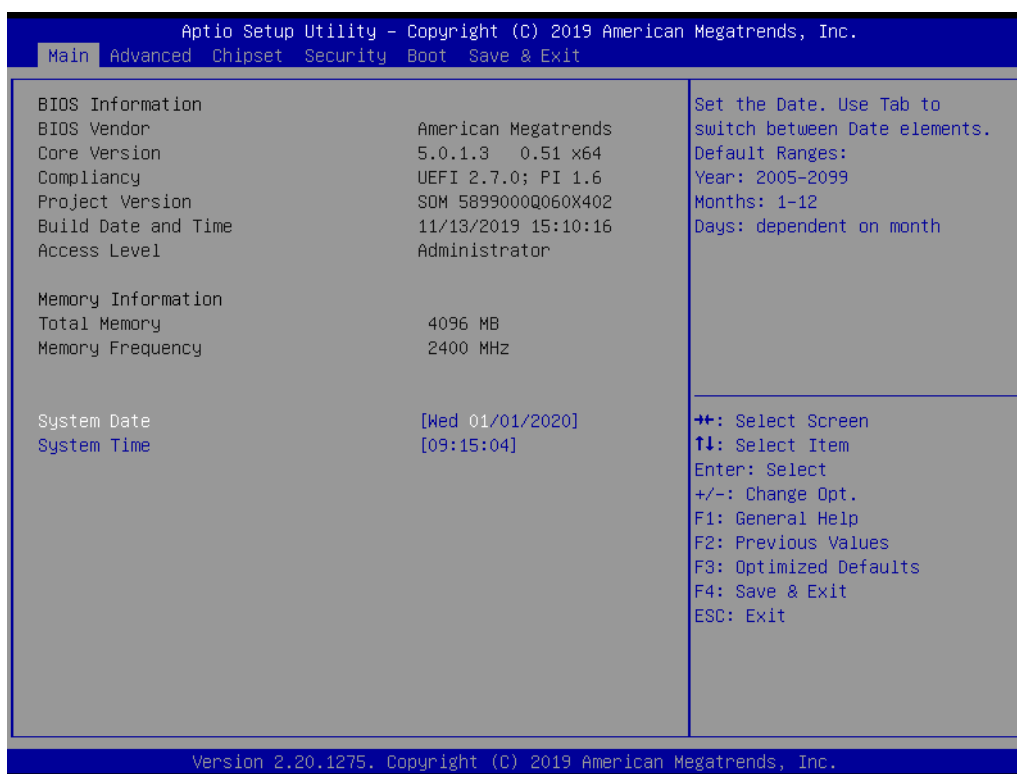 Aptio Setup Utility – Copyright (C) 2019 American Megatrends, Inc.
Main Advanced Chipset Security Boot Save & Exit
BIOS Information
BIOS Vendor American Megatrends
Core Version 5.0.1.3 0.51 x64
Compliancy UEFI 2.7.0; PI 1.6
Project Version SOM 5899000Q060X402
Build Date and Time 11/13/2019 15:10:16
Access Level Administrator
Memory Information
Total Memory 4096 MB
Memory Frequency 2400 MHz
System Date [Wed 01/01/2020]
System Time [09:15:04]
Set the Date. Use Tab to
switch between Date elements.
Default Ranges:
Year: 2005-2099
Months: 1-12
Days: dependent on month
→←: Select Screen
↑↓: Select Item
Enter: Select
+/-: Change Opt.
F1: General Help
F2: Previous Values
F3: Optimized Defaults
F4: Save & Exit
ESC: Exit
Version 2.20.1275. Copyright (C) 2019 American Megatrends, Inc.